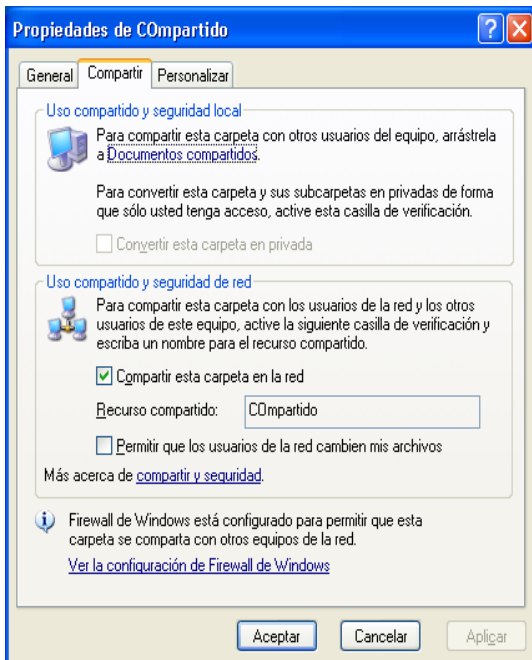 Propiedades de COmpartido
General Compartir Personalizar
Uso compartido y seguridad local
Para compartir esta carpeta con otros usuarios del equipo, arrástrela
a Documentos compartidos.
Para convertir esta carpeta y sus subcarpetas en privadas de forma
que sólo usted tenga acceso, active esta casilla de verificación.
Convertir esta carpeta en privada
Uso compartido y seguridad de red
Para compartir esta carpeta con los usuarios de la red y los otros
usuarios de este equipo, active la siguiente casilla de verificación y
escriba un nombre para el recurso compartido.
Compartir esta carpeta en la red
Recurso compartido: COmpartido
Permitir que los usuarios de la red cambien mis archivos
Más acerca de compartir y seguridad.
Firewall de Windows está configurado para permitir que esta
carpeta se comparta con otros equipos de la red.
Ver la configuración de Firewall de Windows
Aceptar Cancelar Aplicar